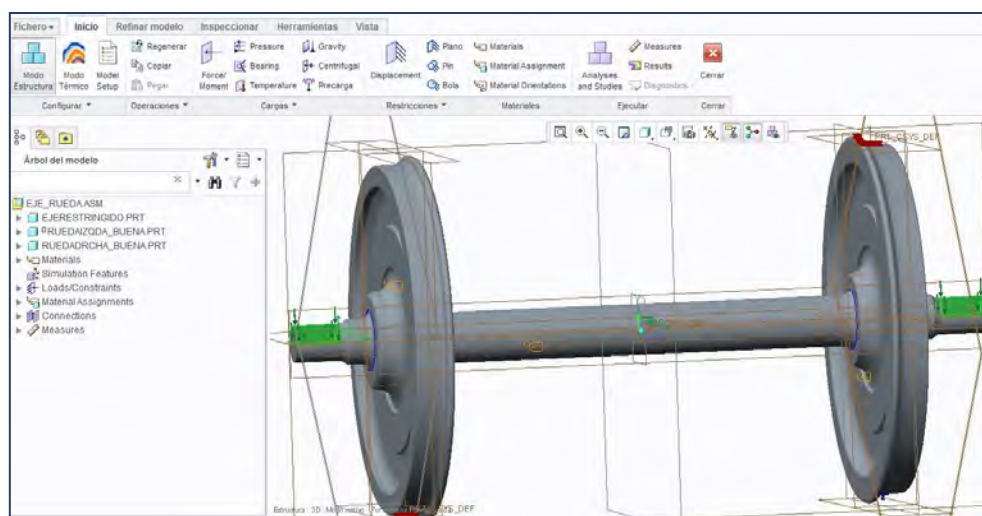 Fichero Inicio Refinar modelo Inspeccionar Herramientas Vista
Modo Estructura
Modo Térmico
Model Setup
Regenerar
Copiar
Pegar
Force/Moment
Pressure
Bearing
Temperature
Gravity
Centrifugal
Precarga
Displacement
Plano
Pin
Bola
Materials
Material Assignment
Material Orientations
Analyses and Studies
Measures
Results
Diagnostics
Cerrar
Configurar Operaciones Cargas Restricciones Materiales Ejecutar Cerrar
Árbol del modelo
EJE_RUEDA.ASM
EJERESTRINGIDO.PRT
RUEDAIZQDA_BUENA.PRT
RUEDADRCHA_BUENA.PRT
Materials
Simulation Features
Loads/Constraints
Material Assignments
Connections
Measures
PRT_CSYS_DEF